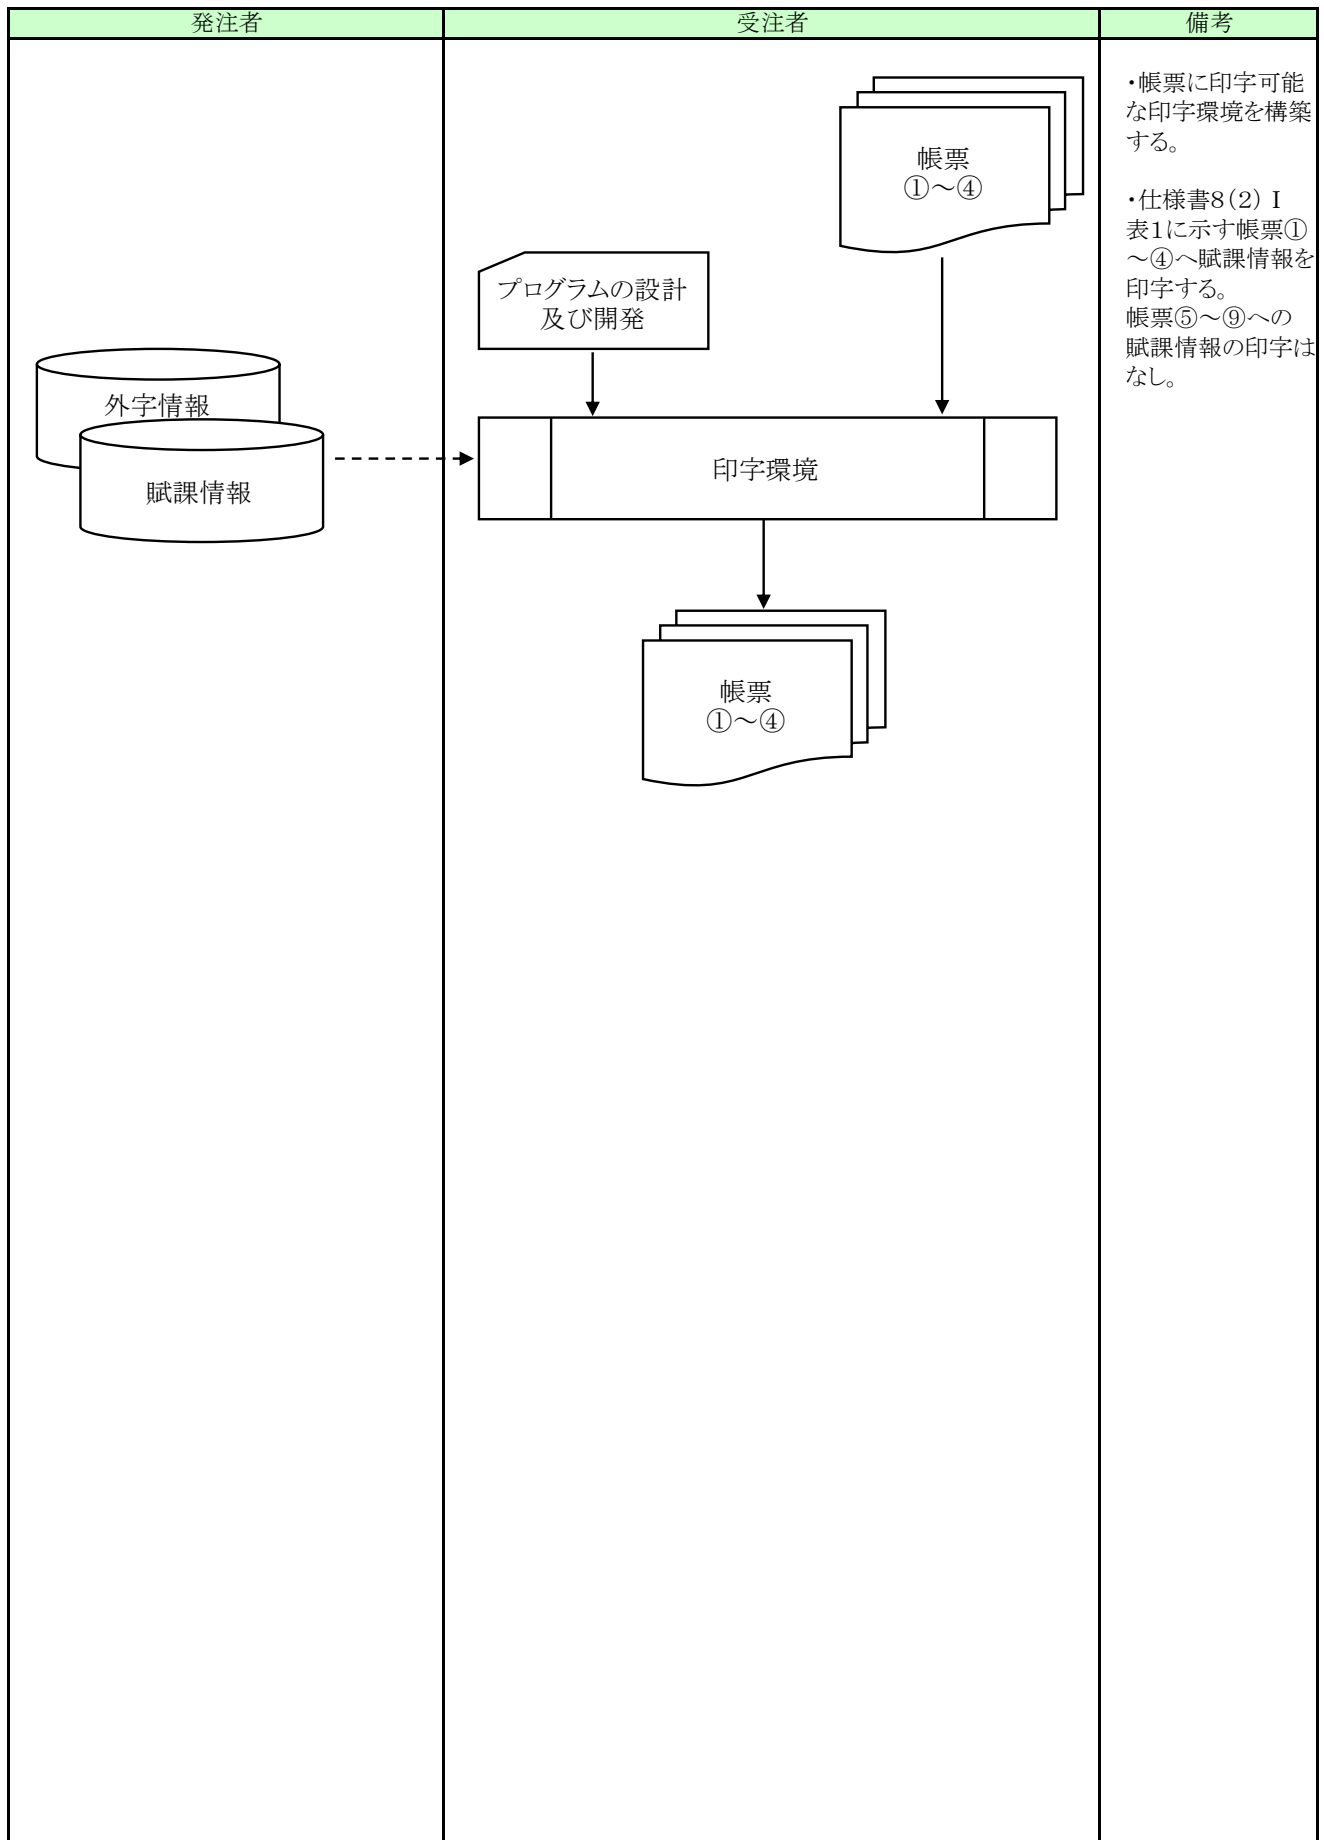 発注者
受注者
備考
帳票
①～④
プログラムの設計
及び開発
外字情報
賦課情報
印字環境
帳票
①～④
・帳票に印字可能
な印字環境を構築
する。
・仕様書８（２） Ｉ
表１に示す帳票①
～④へ賦課情報を
印字する。
帳票⑤～⑨への
賦課情報の印字は
なし。